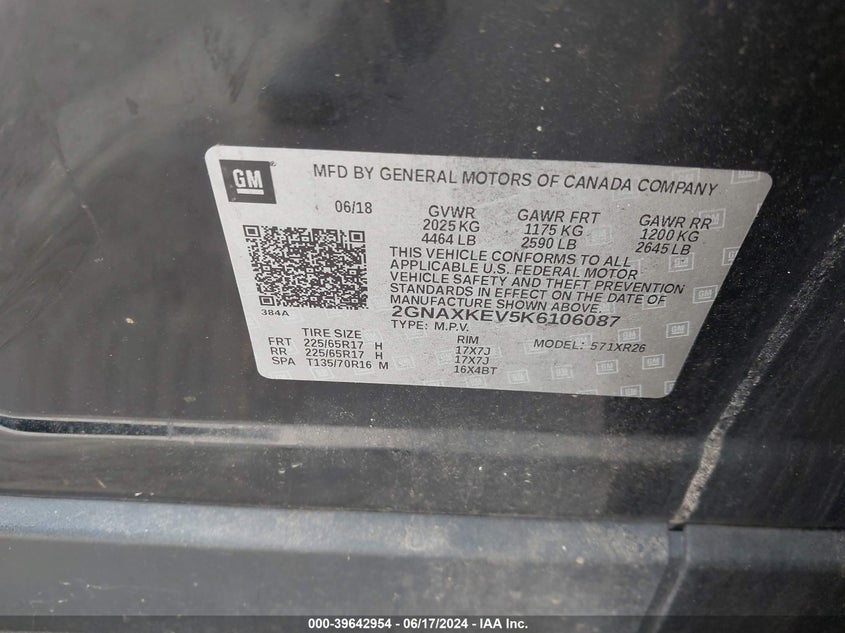 GM
MFD BY GENERAL MOTORS OF CANADA COMPANY
06/18 GVWR GAWR FRT GAWR RR
2025 KG 1175 KG 1200 KG
4464 LB 2590 LB 2645 LB
THIS VEHICLE CONFORMS TO ALL
APPLICABLE U.S. FEDERAL MOTOR
VEHICLE SAFETY AND THEFT PREVENTION
STANDARDS IN EFFECT ON THE DATE OF
MANUFACTURE SHOWN ABOVE.
384A
2GNAXKEV5K6106087
TYPE: M.P.V.
TIRE SIZE RIM MODEL: 571XR26
FRT 225/65R17 H 17X7J
RR 225/65R17 H 17X7J
SPA T135/70R16 M 16X4BT
000-39642954 - 06/17/2024 - IAA Inc.